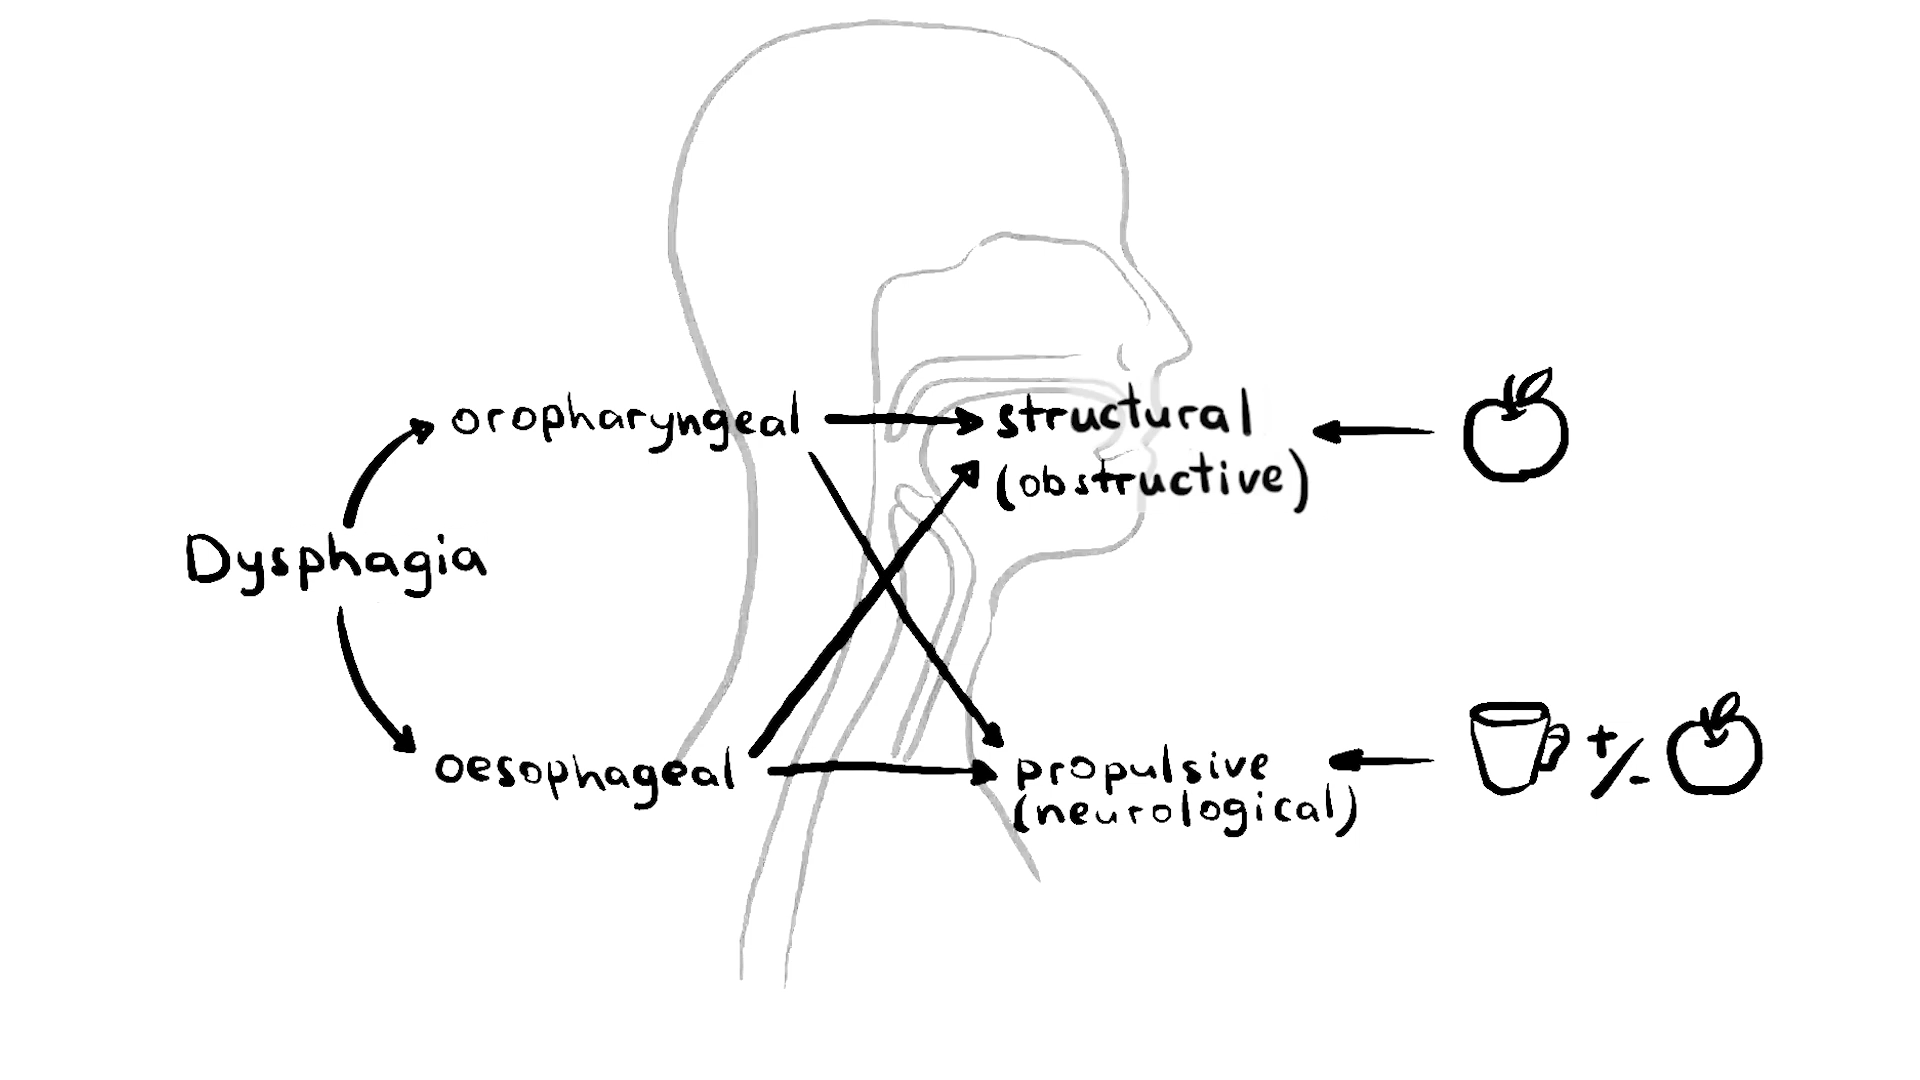 Dysphagia
oropharyngeal
oesophageal
structural
(obstructive)
propulsive
(neurological)
+/-